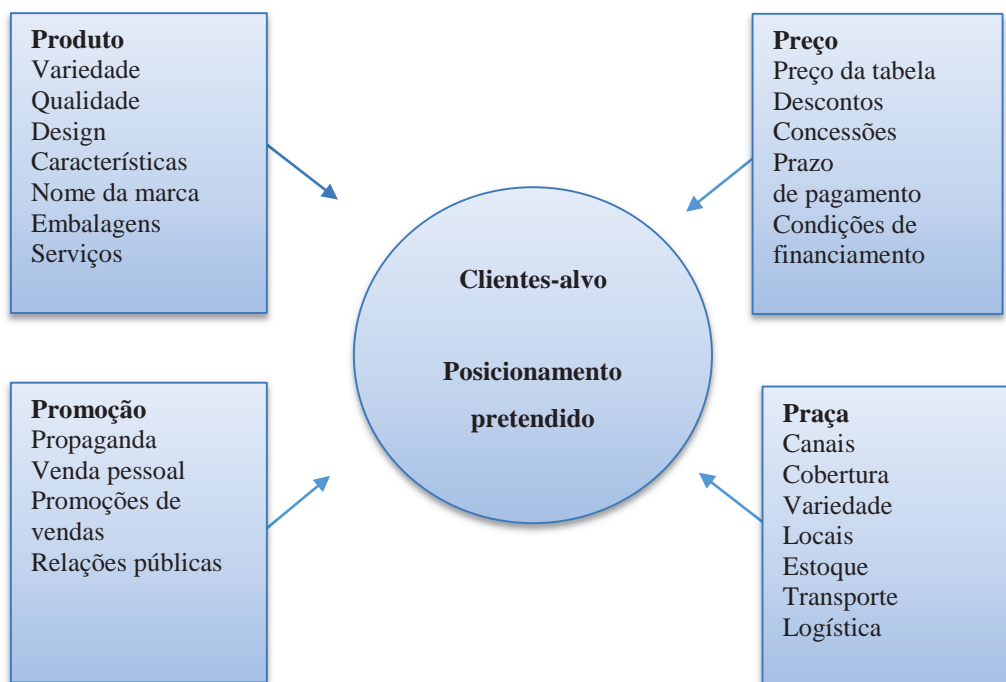 Produto
Variedade
Qualidade
Design
Características
Nome da marca
Embalagens
Serviços
Preço
Preço da tabela
Descontos
Concessões
Prazo
de pagamento
Condições de
financiamento
Clientes-alvo
Posicionamento
pretendido
Promoção
Propaganda
Venda pessoal
Promoções de
vendas
Relações públicas
Praça
Canais
Cobertura
Variedade
Locais
Estoque
Transporte
Logística